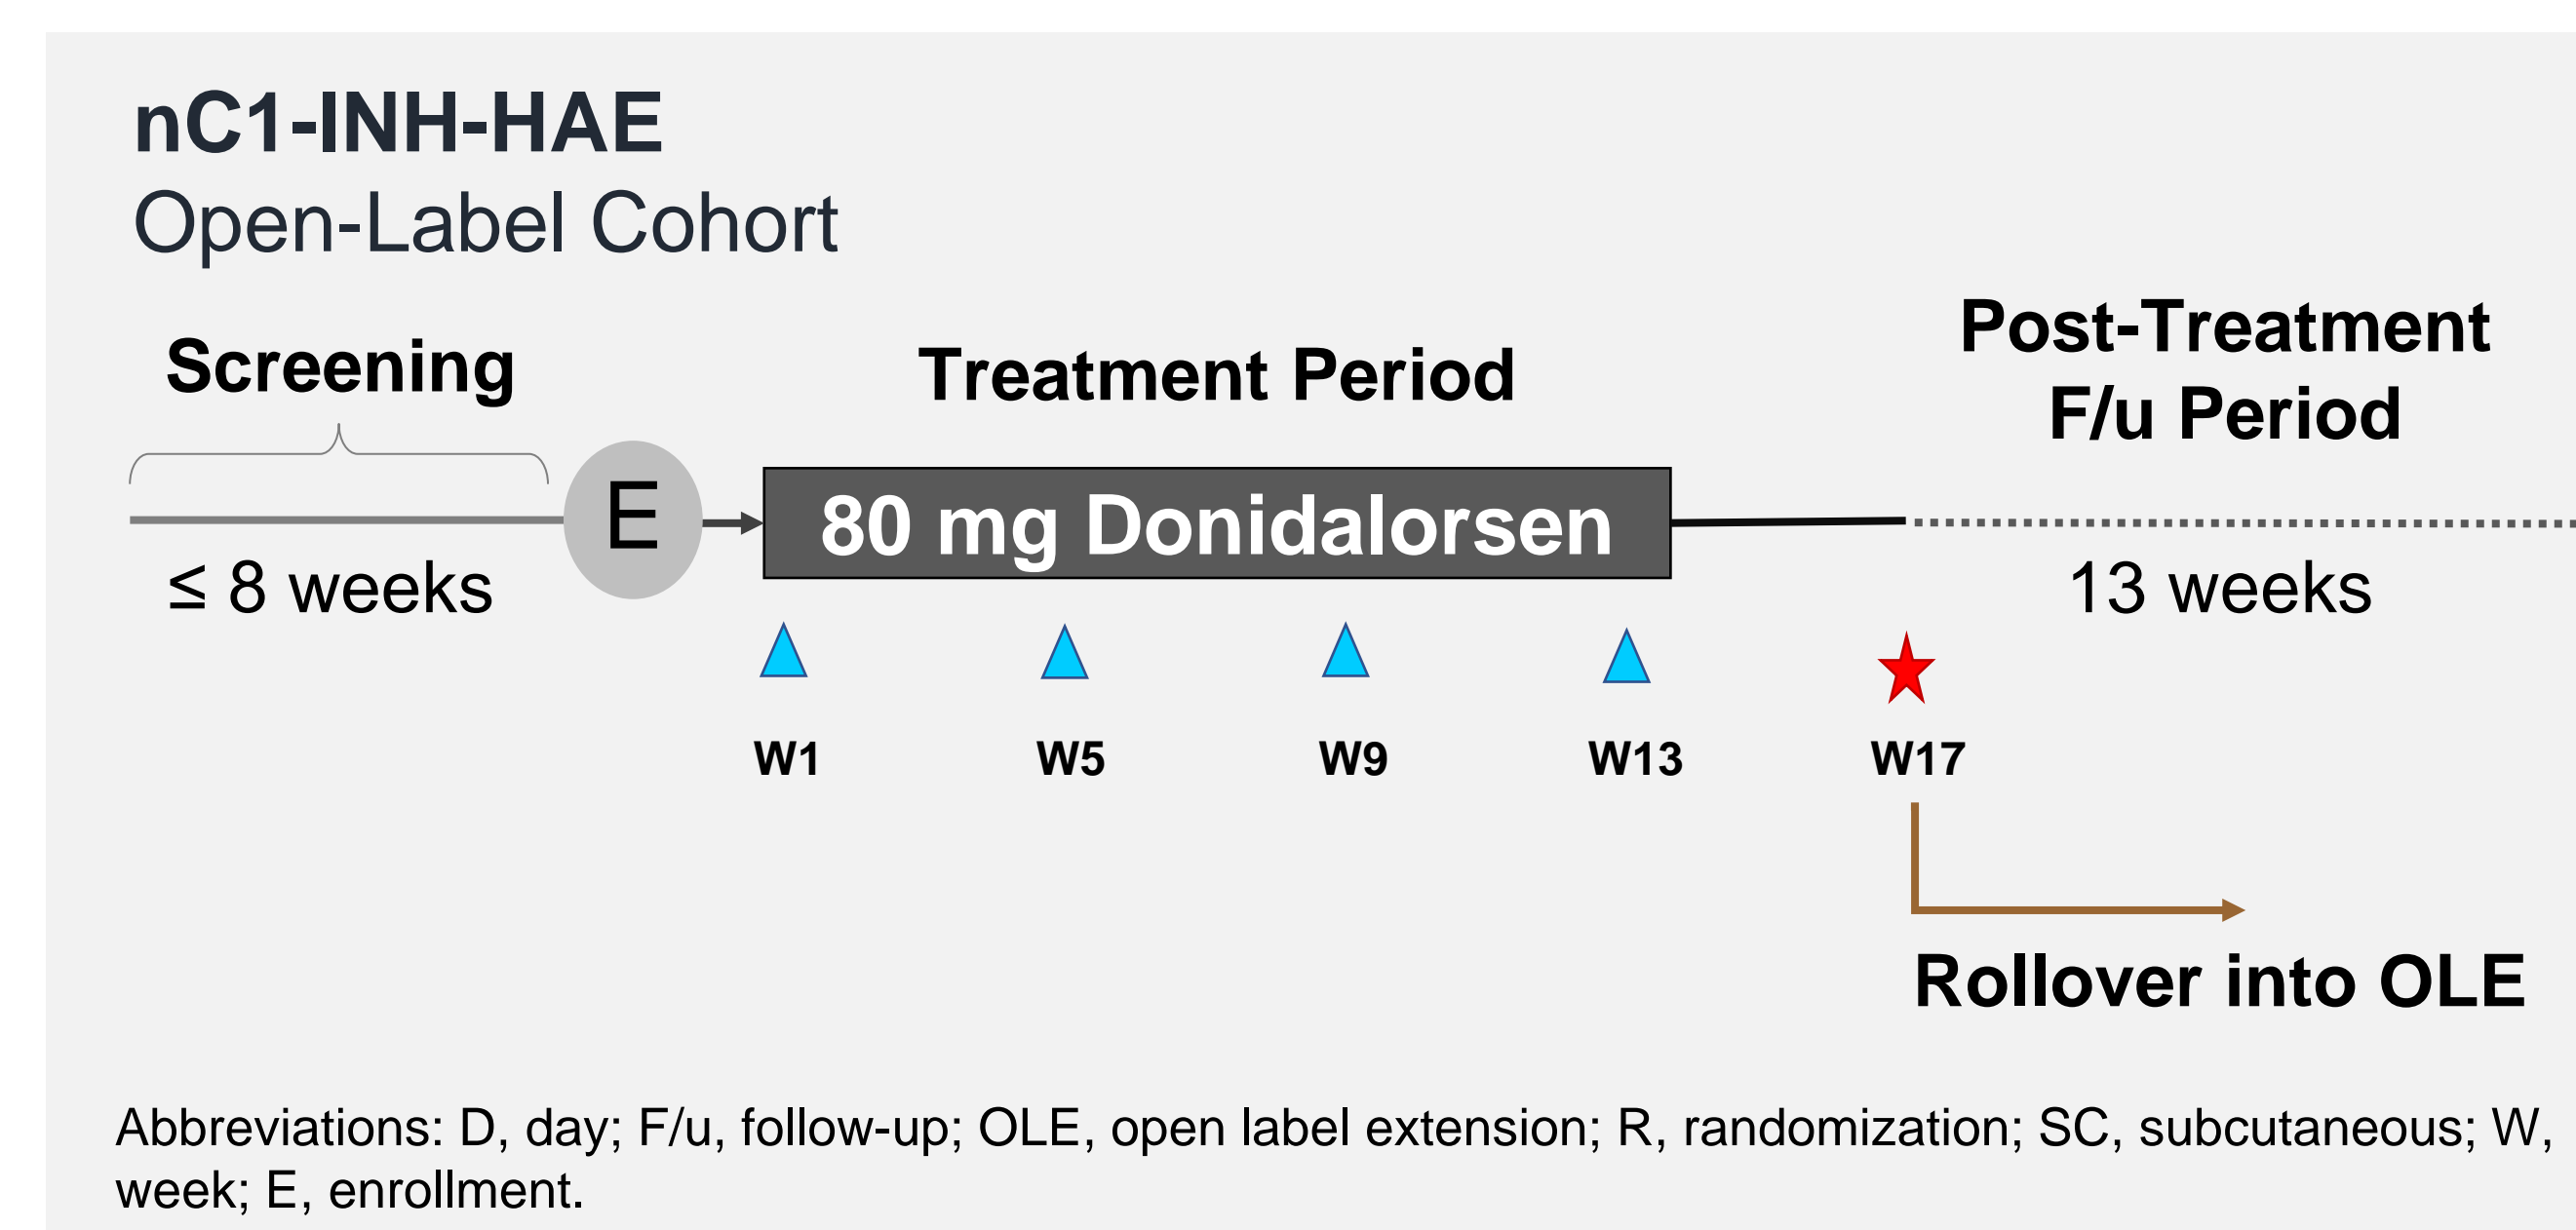 nC1-INH-HAE
Open-Label Cohort
Screening
Treatment Period
Post-Treatment
F/u Period
E
80 mg Donidalorsen
≤ 8 weeks
13 weeks
W1
W5
W9
W13
W17
Rollover into OLE
Abbreviations: D, day; F/u, follow-up; OLE, open label extension; R, randomization; SC, subcutaneous; W,
week; E, enrollment.